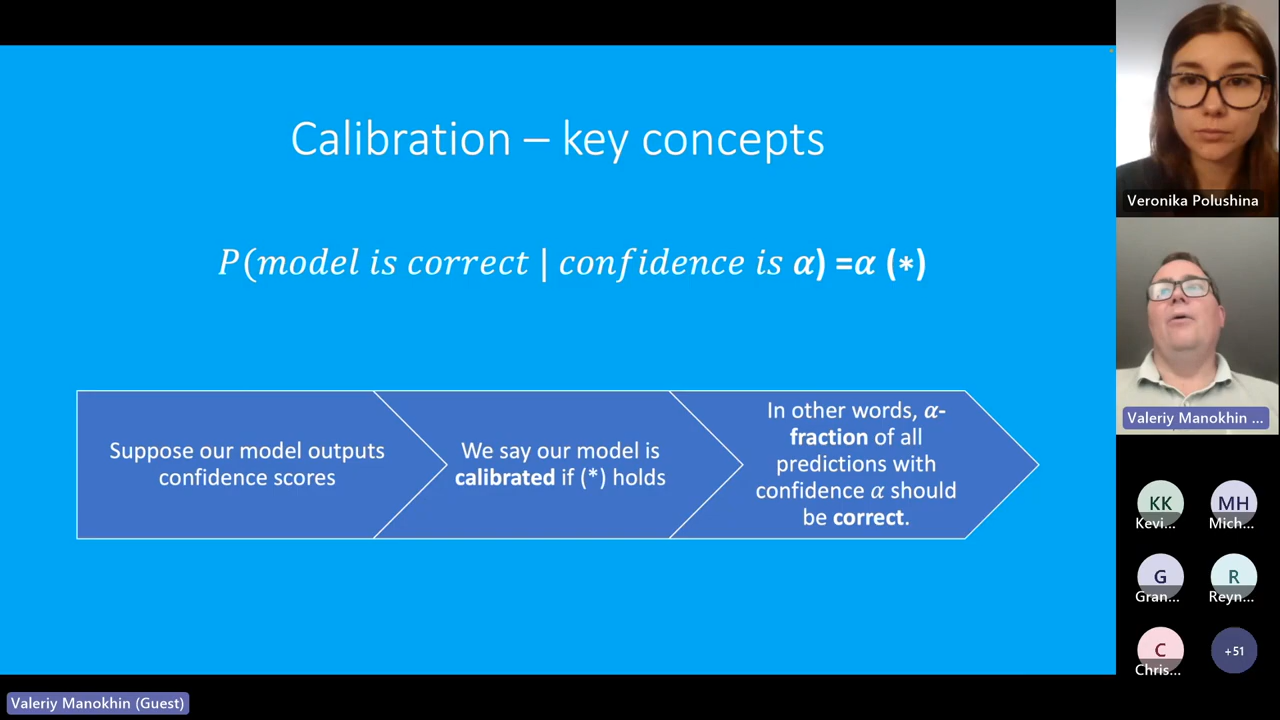 Calibration – key concepts
P(model is correct | confidence is α) =α (*)
Suppose our model outputs
confidence scores
We say our model is
calibrated if (*) holds
In other words, α-
fraction of all
predictions with
confidence α should
be correct.
Veronika Polushina
Valeriy Manokhin ...
KK
Kevi...
MH
Mich...
G
Gran...
R
Reyn...
C
Chris...
+51
Valeriy Manokhin (Guest)